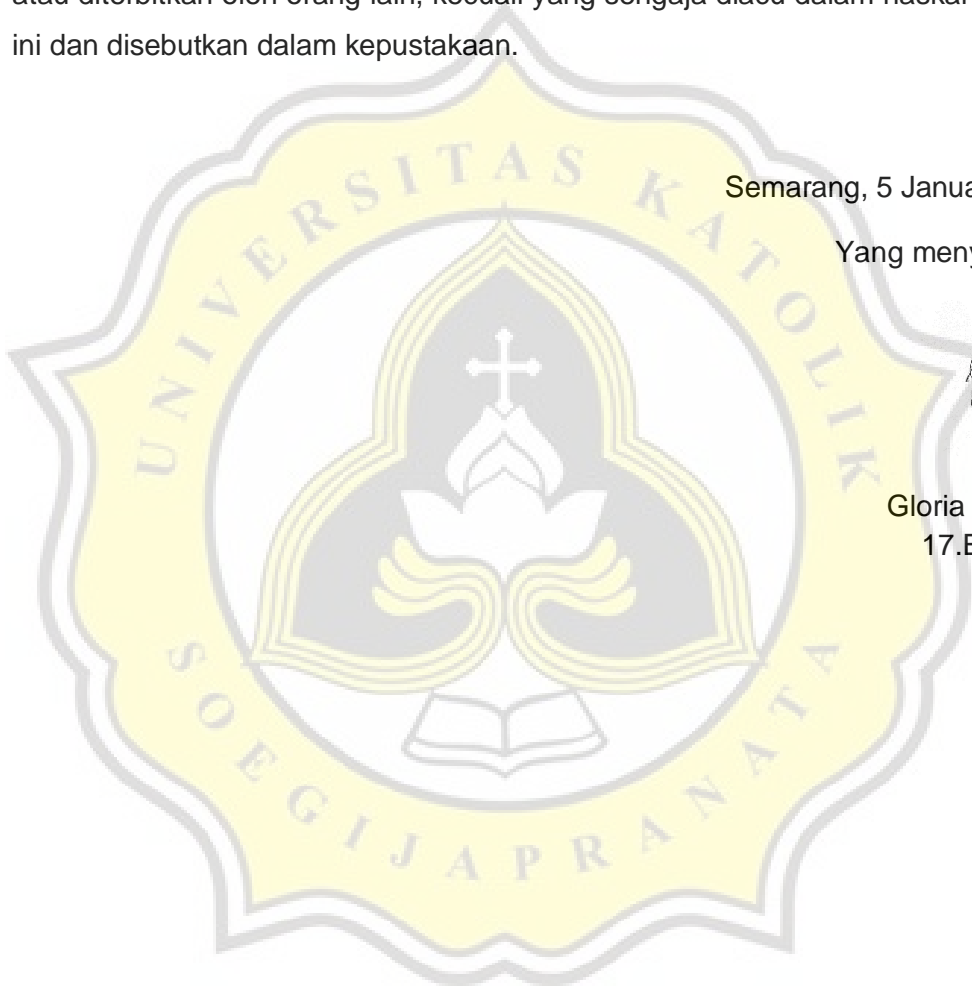 atau diterbitkan oleh orang lain, kecuali yang sengaja diacu dalam naskah
ini dan disebutkan dalam kepustakaan.
UNIVERSITAS KATOLIK
Semarang, 5 Janua
Yang meny
Gloria
17.E
SOEGIJAPRANATA